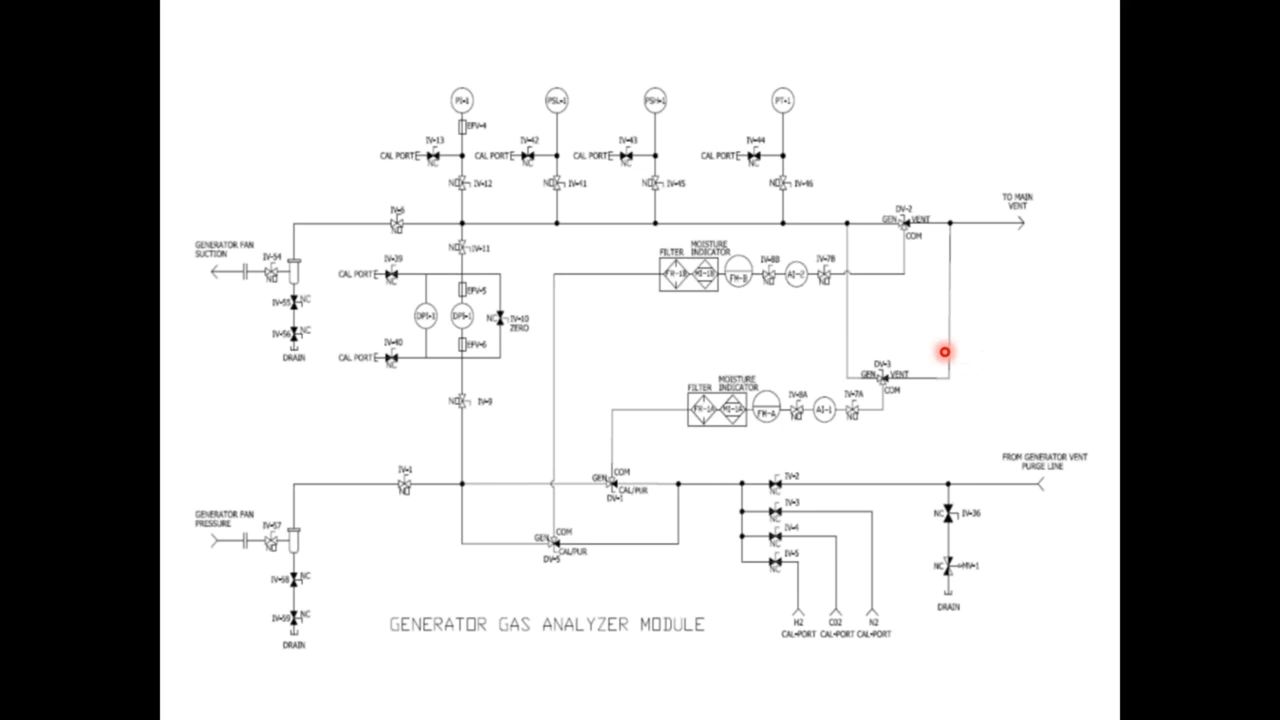 PI-1
PSL-1
PSH-1
PT-1
EFV-4
IV-13
IV-42
IV-43
IV-44
CAL PORT
CAL PORT
CAL PORT
CAL PORT
NC
NC
NC
NC
NO
IV-12
NO
IV-41
NO
IV-45
NO
IV-46
TO MAIN
VENT
IV-6
NO
DV-2
GEN
VENT
COM
GENERATOR FAN
SUCTION
IV-54
NO
NO
IV-11
FILTER
MOISTURE
INDICATOR
IV-39
CAL PORT
NC
FR-1B
MI-1B
FM-B
IV-8B
NO
AI-2
IV-7B
NO
IV-55
NC
EFV-5
IV-56
NC
DRAIN
DPI-1
NC
IV-10
ZERO
EFV-6
IV-40
CAL PORT
NC
DV-3
GEN
VENT
COM
FILTER
MOISTURE
INDICATOR
NO
IV-9
FR-1A
MI-1A
FM-A
IV-8A
NO
AI-1
IV-7A
NO
IV-1
NO
GEN
COM
CAL/PUR
DV-1
IV-2
NC
FROM GENERATOR VENT
PURGE LINE
GENERATOR FAN
PRESSURE
IV-57
NO
IV-3
NC
NC
IV-36
GEN
COM
CAL/PUR
DV-5
IV-4
NC
IV-5
NC
NC
MV-1
IV-58
NC
IV-59
NC
DRAIN
DRAIN
H2
CAL-PORT
CO2
CAL-PORT
N2
CAL-PORT
GENERATOR GAS ANALYZER MODULE